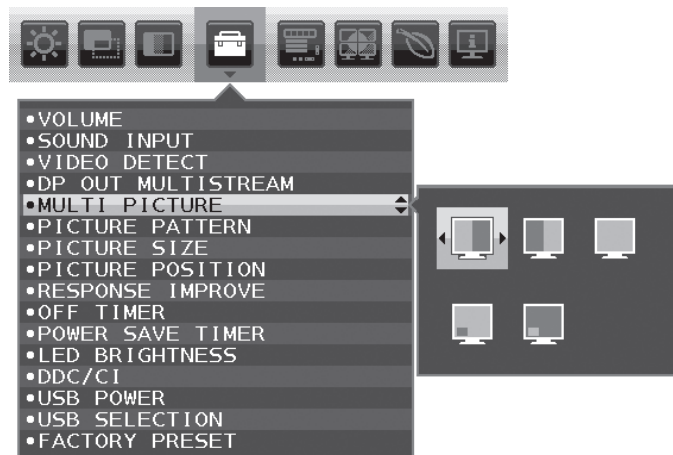 •VOLUME
•SOUND INPUT
•VIDEO DETECT
•DP OUT MULTISTREAM
•MULTI PICTURE
•PICTURE PATTERN
•PICTURE SIZE
•PICTURE POSITION
•RESPONSE IMPROVE
•OFF TIMER
•POWER SAVE TIMER
•LED BRIGHTNESS
•DDC/CI
•USB POWER
•USB SELECTION
•FACTORY PRESET